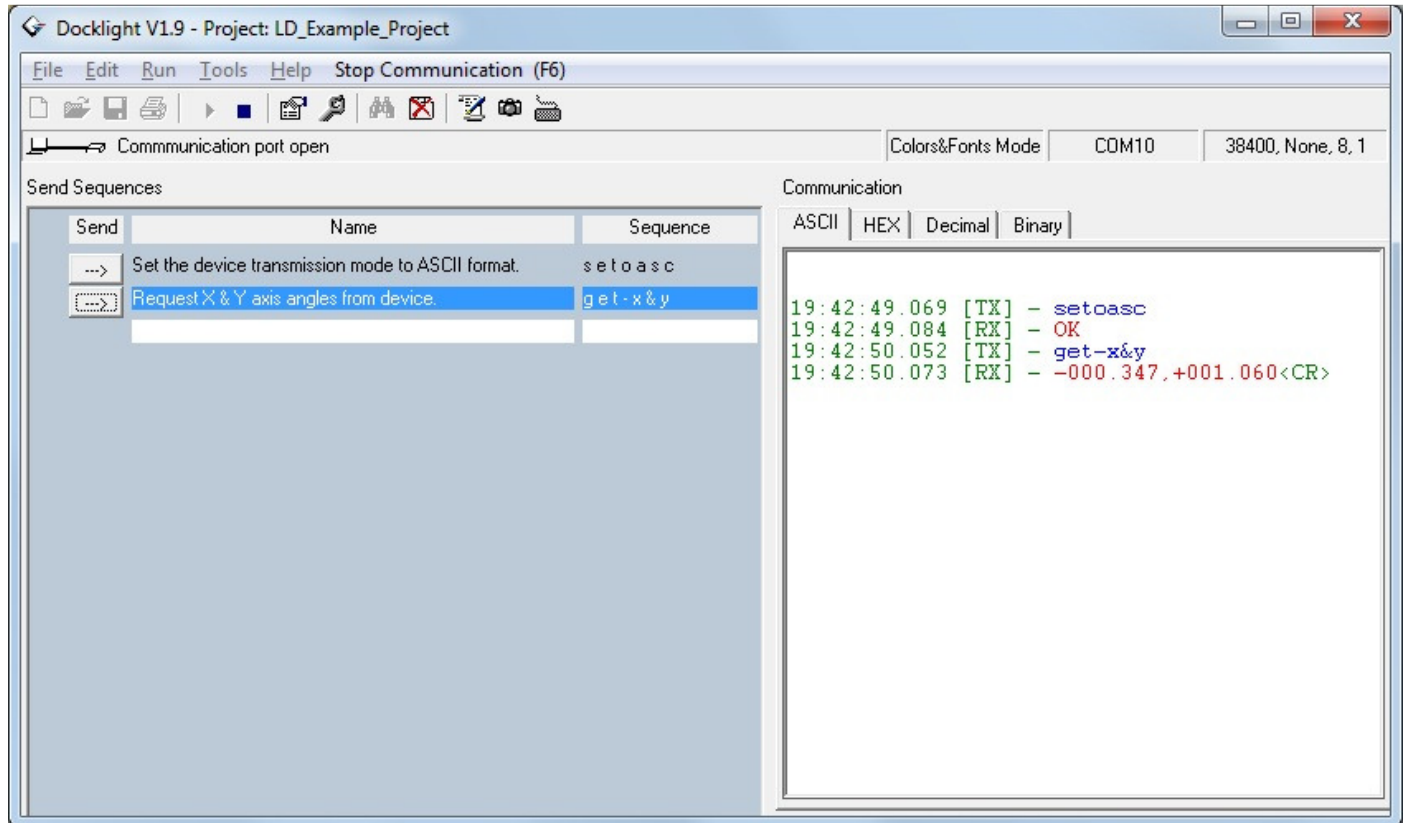 Docklight V1.9 - Project: LD_Example_Project
File Edit Run Tools Help Stop Communication (F6)
Commmunication port open Colors&Fonts Mode COM10 38400, None, 8, 1
Send Sequences
Send Name Sequence
---> Set the device transmission mode to ASCII format. s e t o a s c
---> Request X & Y axis angles from device. g e t - x & y
Communication
ASCII HEX Decimal Binary
19:42:49.069 [TX] - setoasc
19:42:49.084 [RX] - OK
19:42:50.052 [TX] - get-x&y
19:42:50.073 [RX] - -000.347,+001.060<CR>